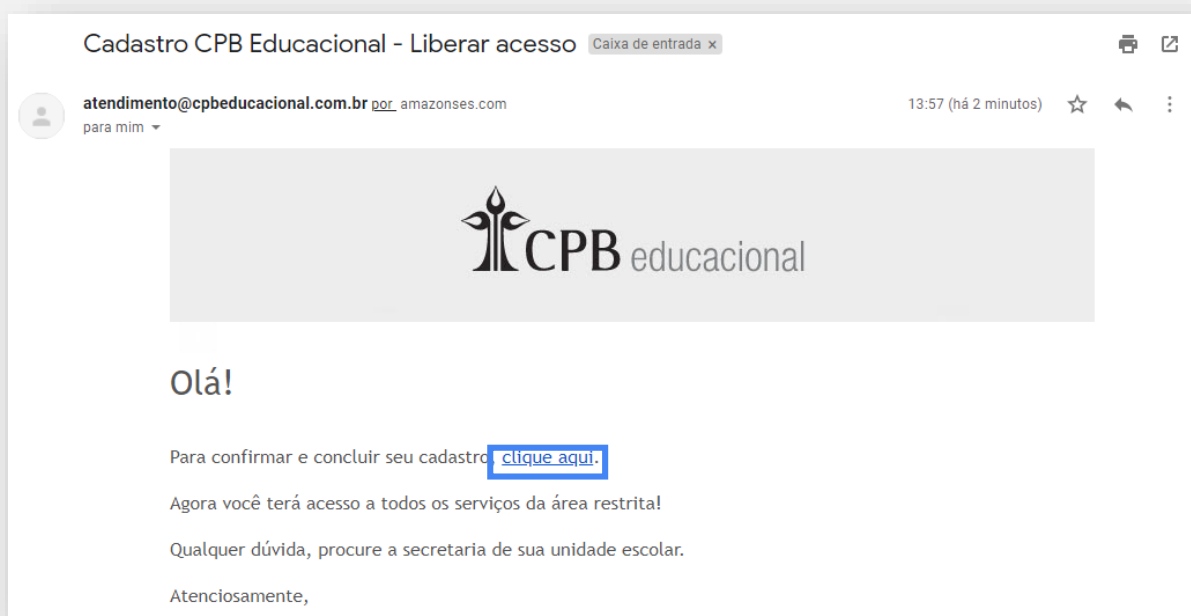 Cadastro CPB Educacional - Liberar acesso Caixa de entrada x
atendimento@cpbeducacional.com.br por amazonses.com 13:57 (há 2 minutos)
para mim
CPB educacional
Olá!
Para confirmar e concluir seu cadastro, clique aqui.
Agora você terá acesso a todos os serviços da área restrita!
Qualquer dúvida, procure a secretaria de sua unidade escolar.
Atenciosamente,